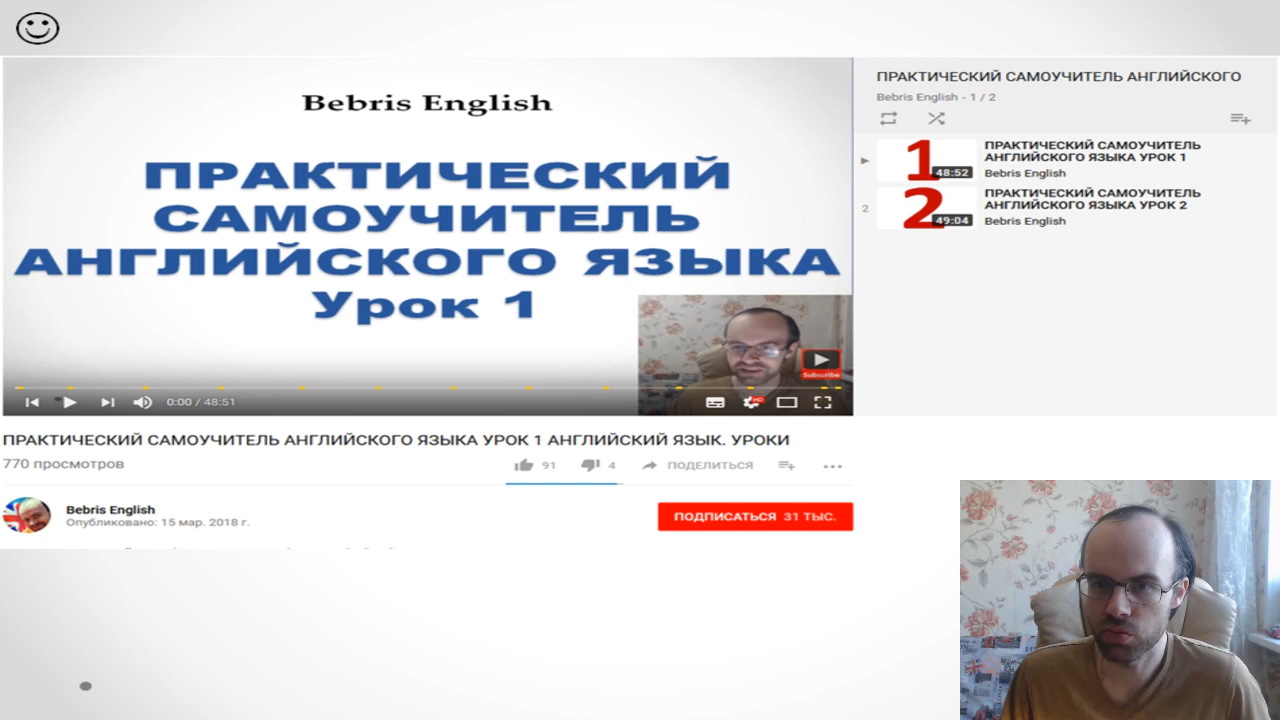 Bebris English
ПРАКТИЧЕСКИЙ
САМОУЧИТЕЛЬ
АНГЛИЙСКОГО ЯЗЫКА
Урок 1
Subscribe
0:00 / 48:51
HD
ПРАКТИЧЕСКИЙ САМОУЧИТЕЛЬ АНГЛИЙСКОГО
Bebris English - 1 / 2
1
48:52
ПРАКТИЧЕСКИЙ САМОУЧИТЕЛЬ
АНГЛИЙСКОГО ЯЗЫКА УРОК 1
Bebris English
2
2
49:04
ПРАКТИЧЕСКИЙ САМОУЧИТЕЛЬ
АНГЛИЙСКОГО ЯЗЫКА УРОК 2
Bebris English
ПРАКТИЧЕСКИЙ САМОУЧИТЕЛЬ АНГЛИЙСКОГО ЯЗЫКА УРОК 1 АНГЛИЙСКИЙ ЯЗЫК. УРОКИ
770 просмотров
91
4
ПОДЕЛИТЬСЯ
Bebris English
Опубликовано: 15 мар. 2018 г.
ПОДПИСАТЬСЯ 31 ТЫС.